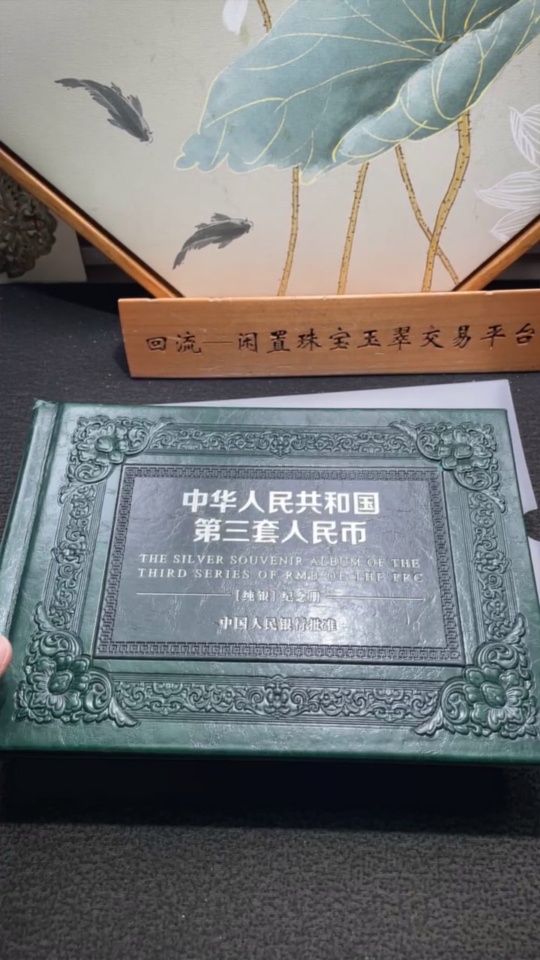 回流—闲置珠宝玉翠交易平台
中华人民共和国
第三套人民币
THE SILVER SOUVENIR ALBUM OF THE
THIRD SERIES OF RMB OF THE PRC
[纯银]纪念册
中国人民银行批准